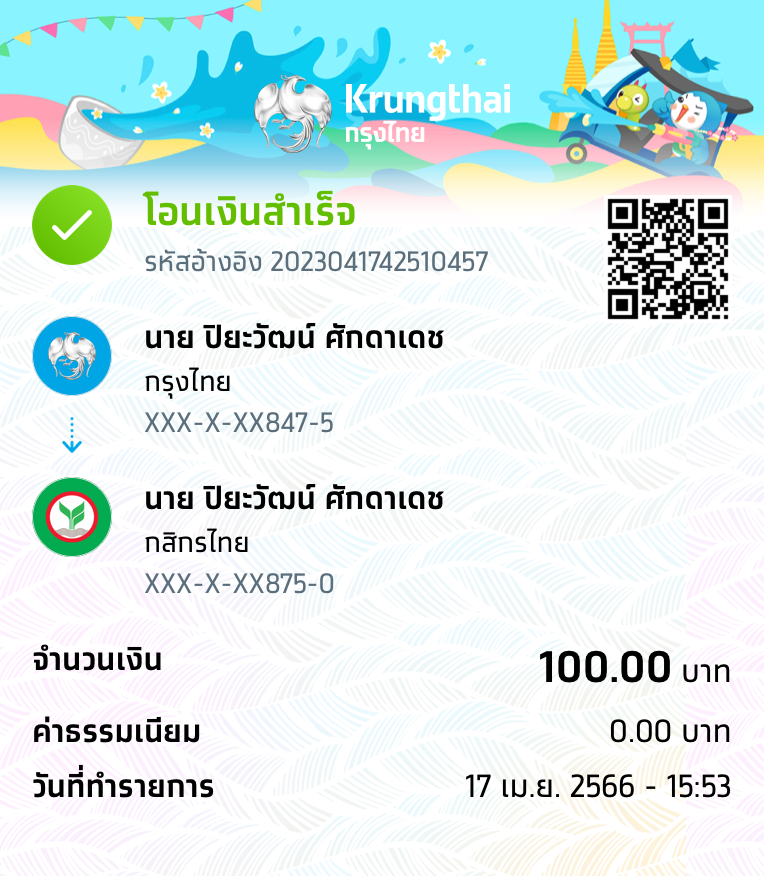 Krungthai
กรุงไทย
โอนเงินสำเร็จ
รหัสอ้างอิง 2023041742510457
นาย ปิยะวัฒน์ ศักดาเดช
กรุงไทย
XXX-X-XX847-5
นาย ปิยะวัฒน์ ศักดาเดช
กสิกรไทย
XXX-X-XX875-0
จำนวนเงิน 100.00 บาท
ค่าธรรมเนียม 0.00 บาท
วันที่ทำรายการ 17 เม.ย. 2566 - 15:53